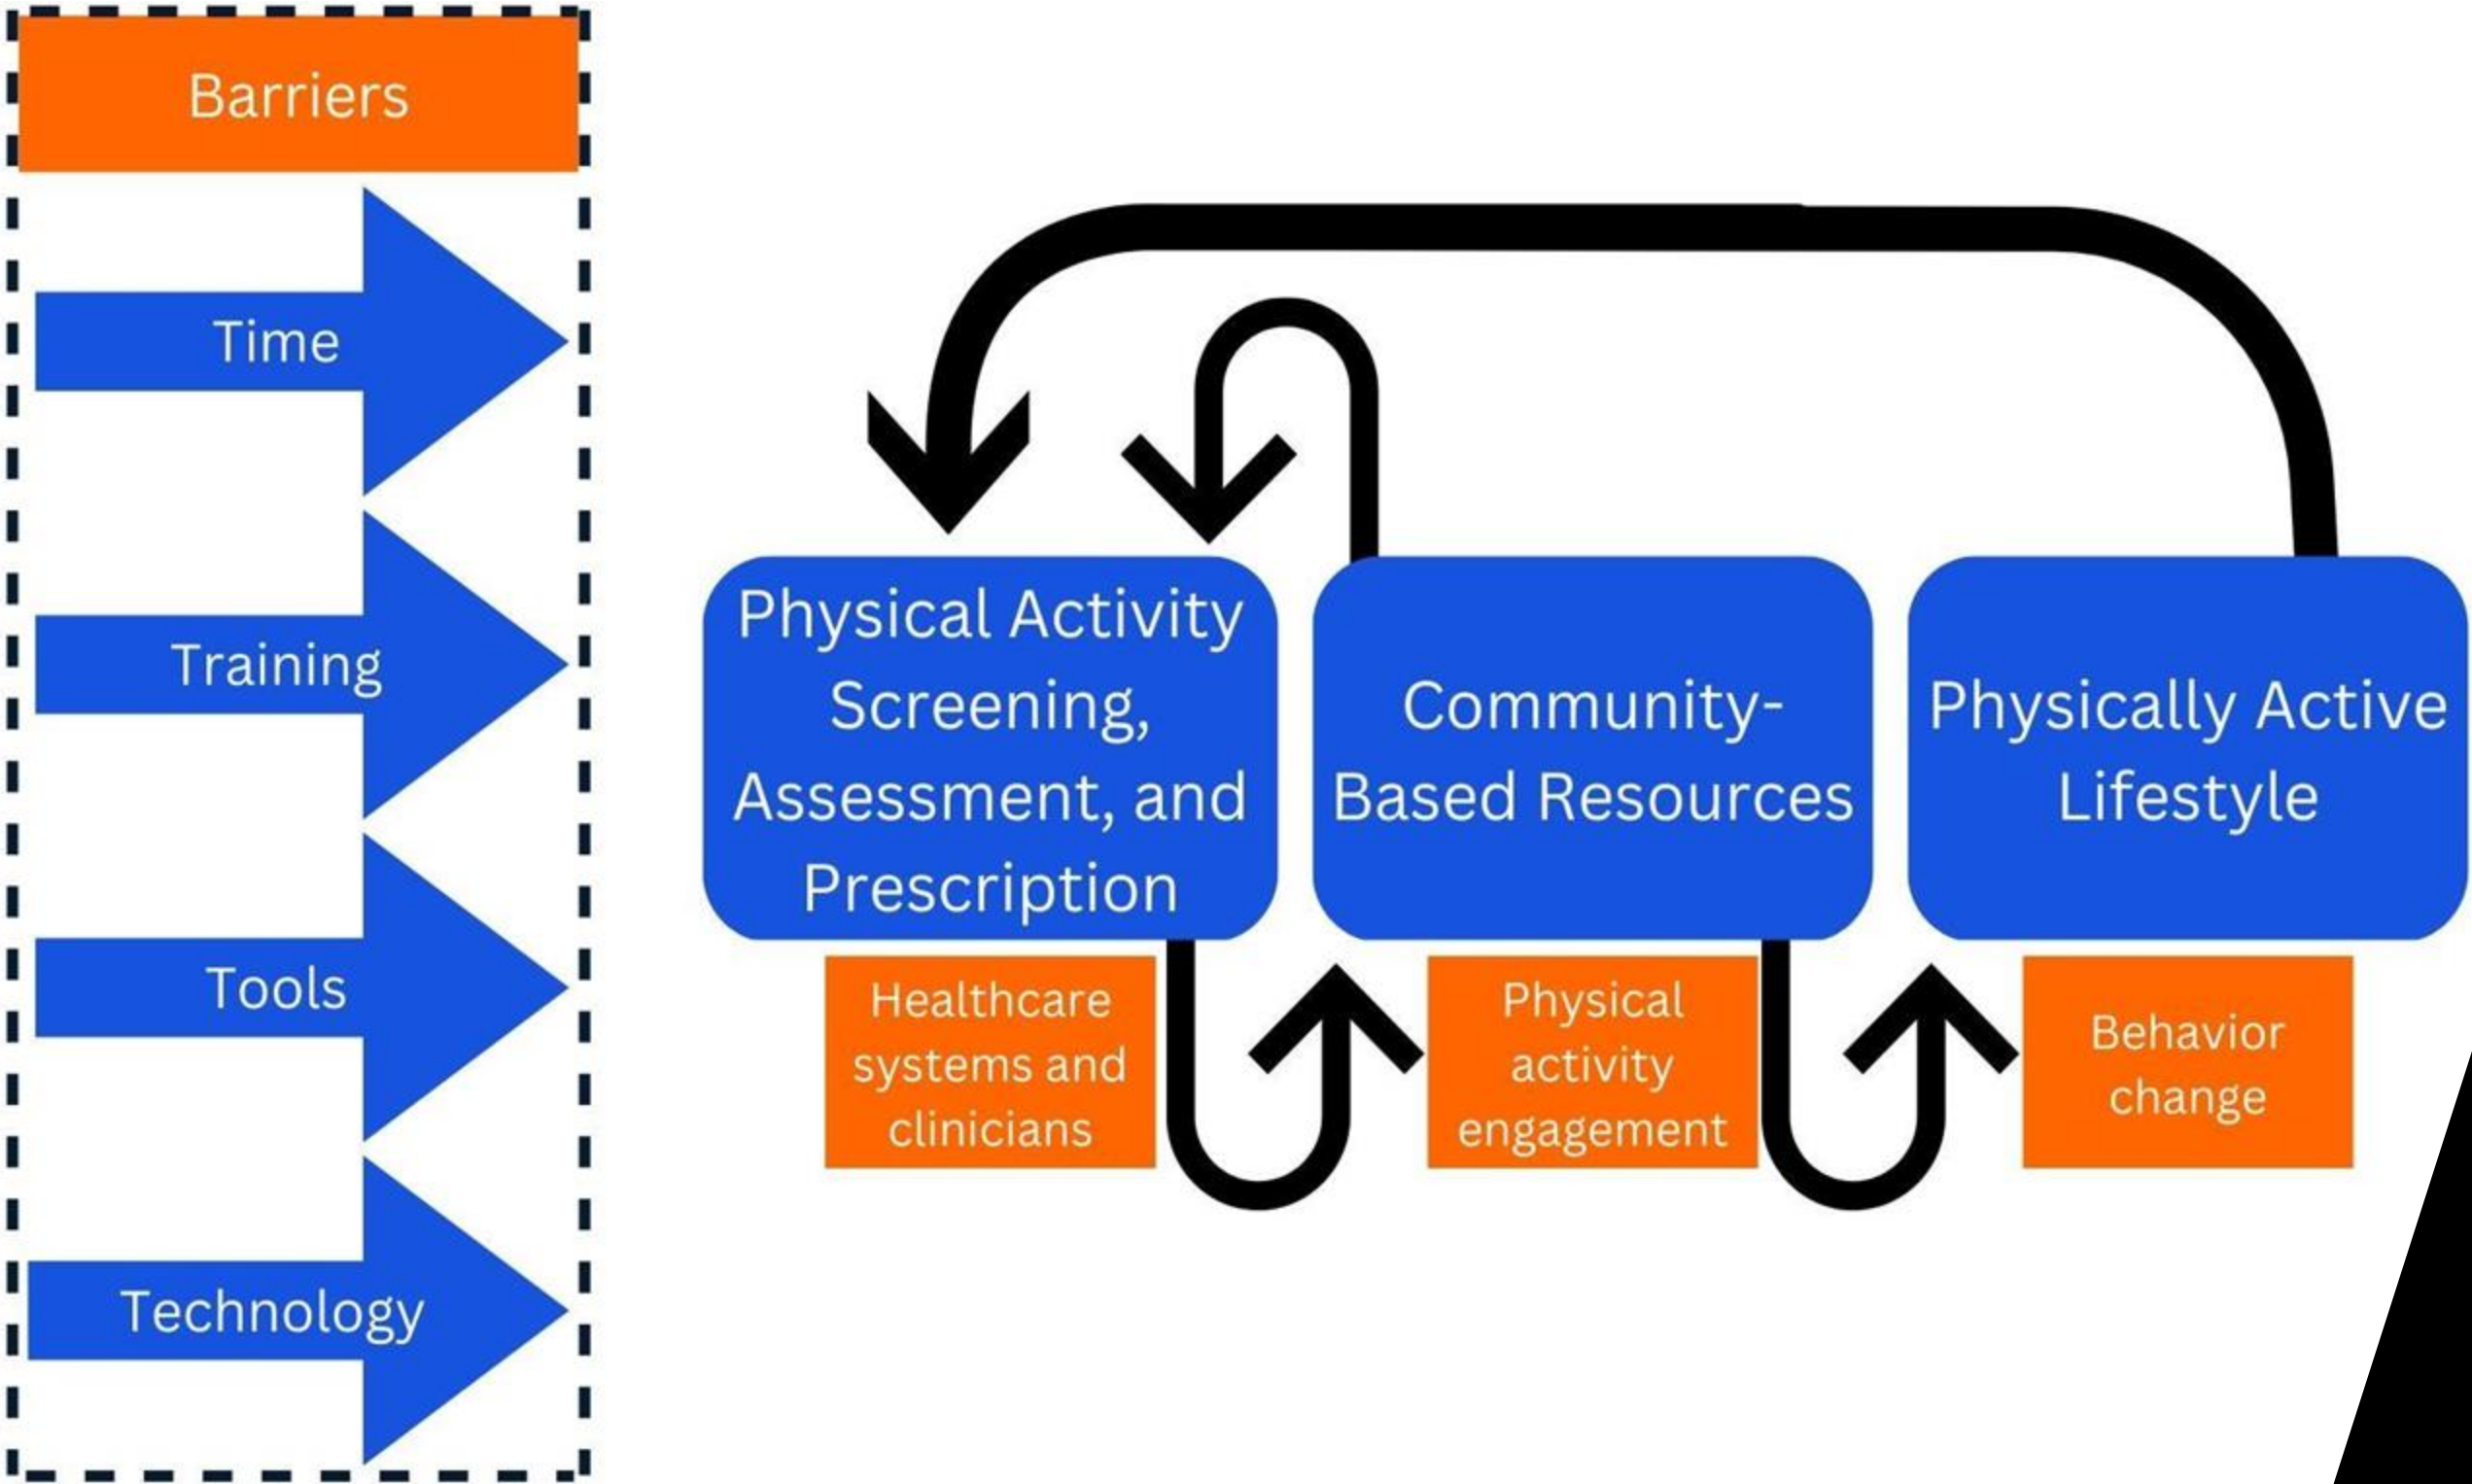 Barriers
Time
Training
Tools
Technology
Physical Activity
Screening,
Assessment, and
Prescription
Community-
Based Resources
Physically Active
Lifestyle
Healthcare
systems and
clinicians
Physical
activity
engagement
Behavior
change